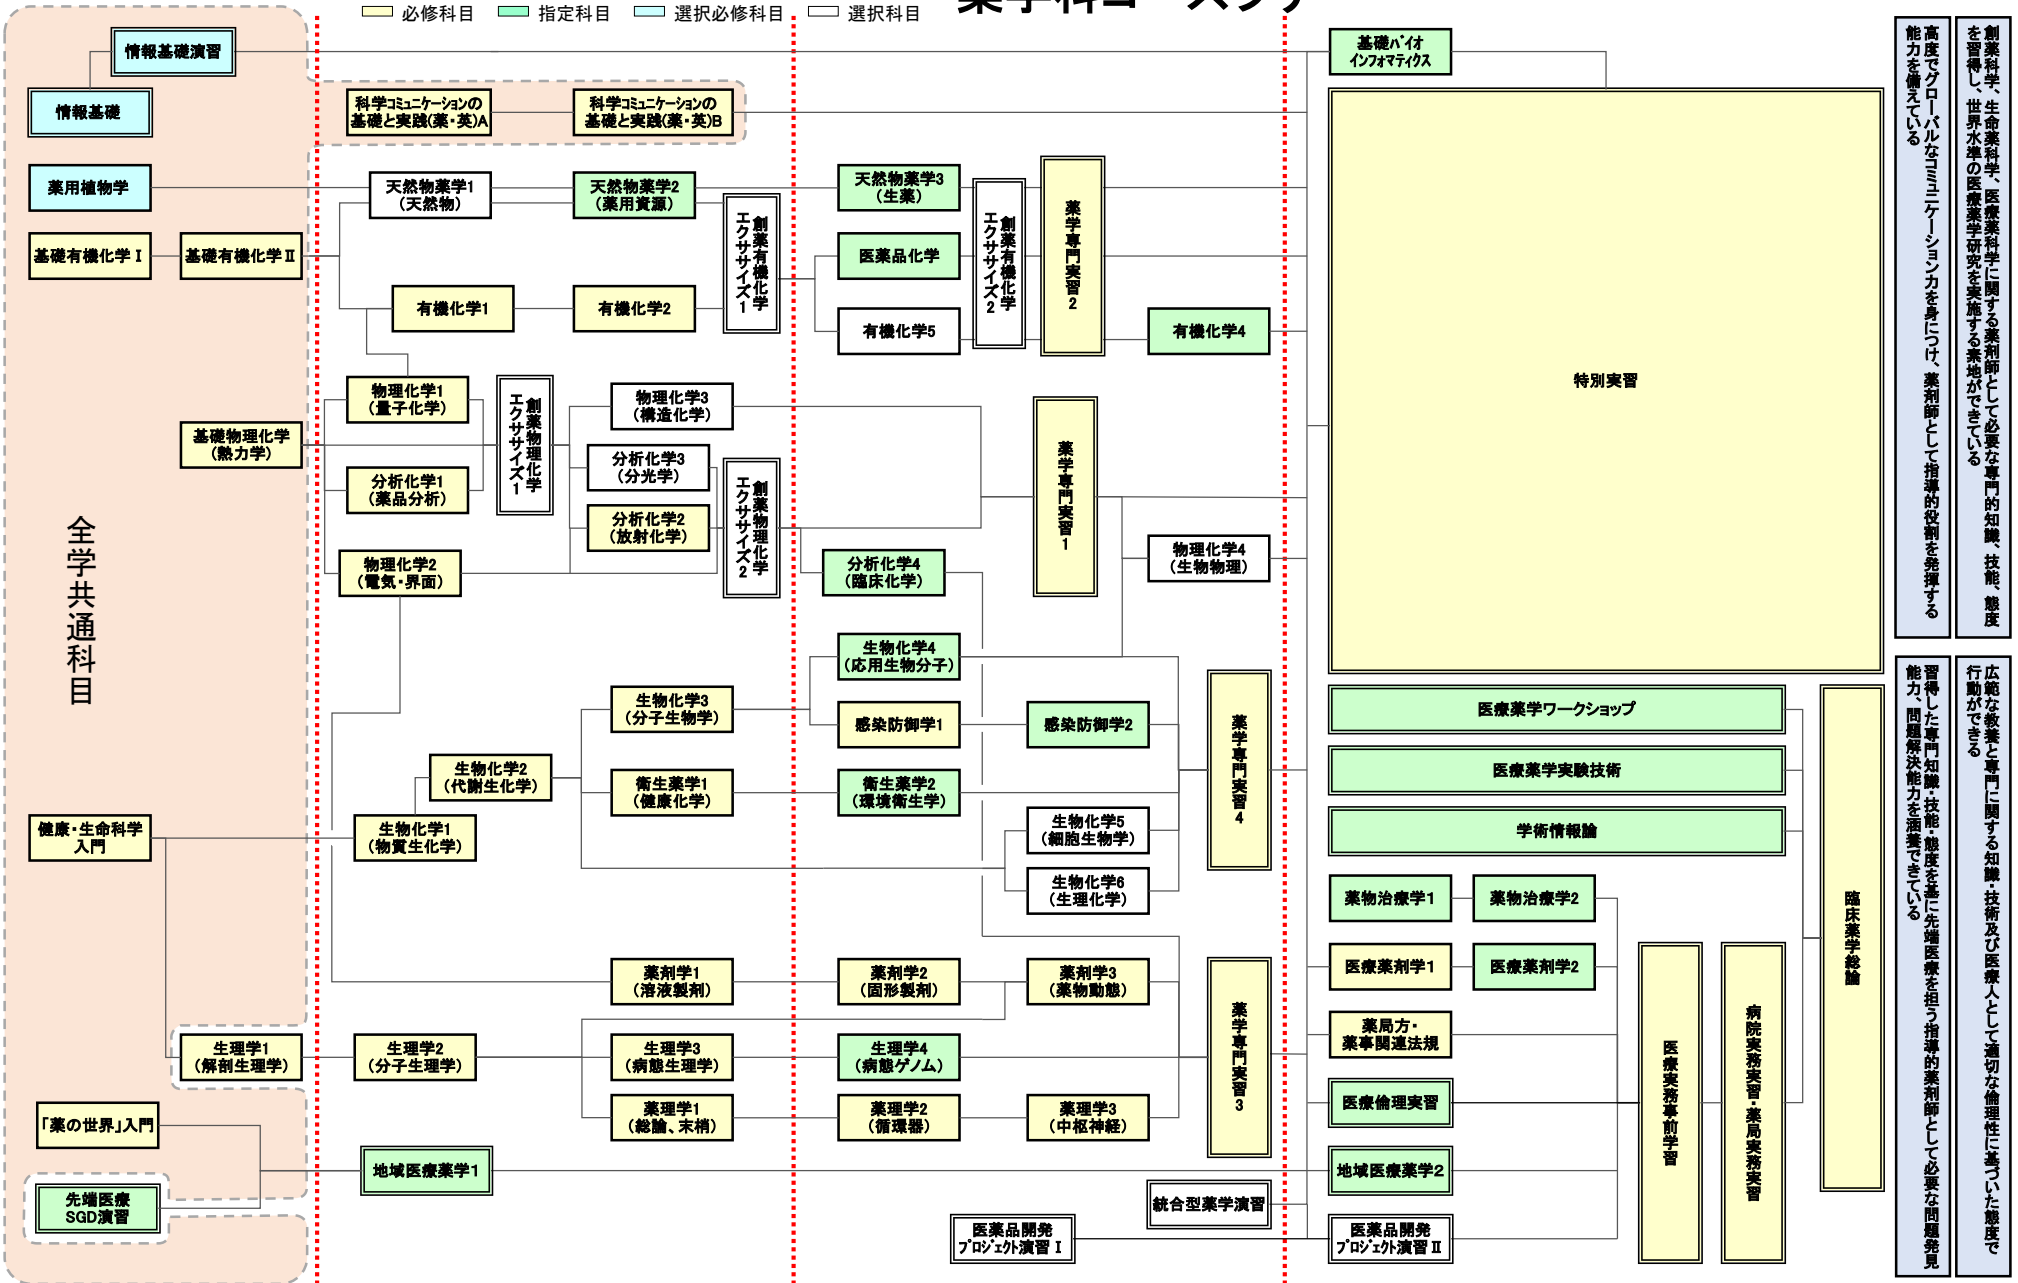 必修科目
指定科目
選択必修科目
選択科目
情報基礎演習
情報基礎
薬用植物学
基礎有機化学Ⅰ
基礎有機化学Ⅱ
基礎物理化学
(熱力学)
全学共通科目
健康・生命科学
入門
生理学1
(解剖生理学)
「薬の世界」入門
先端医療
SGD演習
科学コミュニケーションの
基礎と実践(薬・英)A
科学コミュニケーションの
基礎と実践(薬・英)B
天然物薬学1
(天然物)
天然物薬学2
(薬用資源)
有機化学1
有機化学2
創薬有機化学
エクササイズ1
物理化学1
(量子化学)
分析化学1
(薬品分析)
創薬物理化学
エクササイズ1
物理化学2
(電気・界面)
物理化学3
(構造化学)
分析化学3
(分光学)
分析化学2
(放射化学)
創薬物理化学
エクササイズ2
生物化学3
(分子生物学)
生物化学2
(代謝生化学)
衛生薬学1
(健康化学)
生物化学1
(物質生化学)
薬剤学1
(溶液製剤)
生理学2
(分子生理学)
生理学3
(病態生理学)
薬理学1
(総論、末梢)
地域医療薬学1
天然物薬学3
(生薬)
医薬品化学
有機化学5
創薬有機化学
エクササイズ2
薬学専門実習2
有機化学4
薬学専門実習1
物理化学4
(生物物理)
分析化学4
(臨床化学)
生物化学4
(応用生物分子)
感染防御学1
感染防御学2
衛生薬学2
(環境衛生学)
生物化学5
(細胞生物学)
生物化学6
(生理化学)
薬学専門実習4
薬剤学2
(固形製剤)
薬剤学3
(薬物動態)
生理学4
(病態ゲノム)
薬理学2
(循環器)
薬理学3
(中枢神経)
薬学専門実習3
統合型薬学演習
医薬品開発
プロジェクト演習Ⅰ
基礎バイオ
インフォマティクス
特別実習
医療薬学ワークショップ
医療薬学実験技術
学術情報論
薬物治療学1
薬物治療学2
医療薬剤学1
医療薬剤学2
薬局方・
薬事関連法規
医療倫理実習
地域医療薬学2
医薬品開発
プロジェクト演習Ⅱ
医療実務事前学習
病院実務実習・薬局実務実習
臨床薬学総論
創薬科学、生命薬科学、医療薬科学に関する薬剤師として必要な専門的知識、技能、態度
を習得し、世界水準の医療薬学研究を実施する素地ができている
高度でグローバルなコミュニケーション力を身につけ、薬剤師として指導的役割を発揮する
能力を備えている
広範な教養と専門に関する知識・技術及び医療人として適切な倫理性に基づいた態度で
行動ができる
習得した専門知識・技能・態度を基に先端医療を担う指導的薬剤師として必要な問題発見
能力、問題解決能力を涵養できている